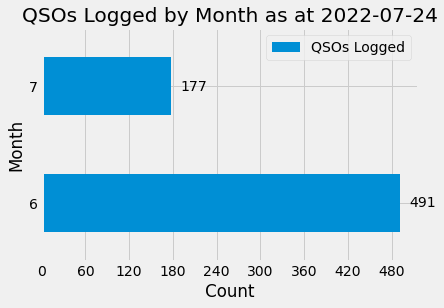 QSOs Logged by Month as at 2022-07-24
QSOs Logged
7 177
Month
6 491
0 60 120 180 240 300 360 420 480
Count